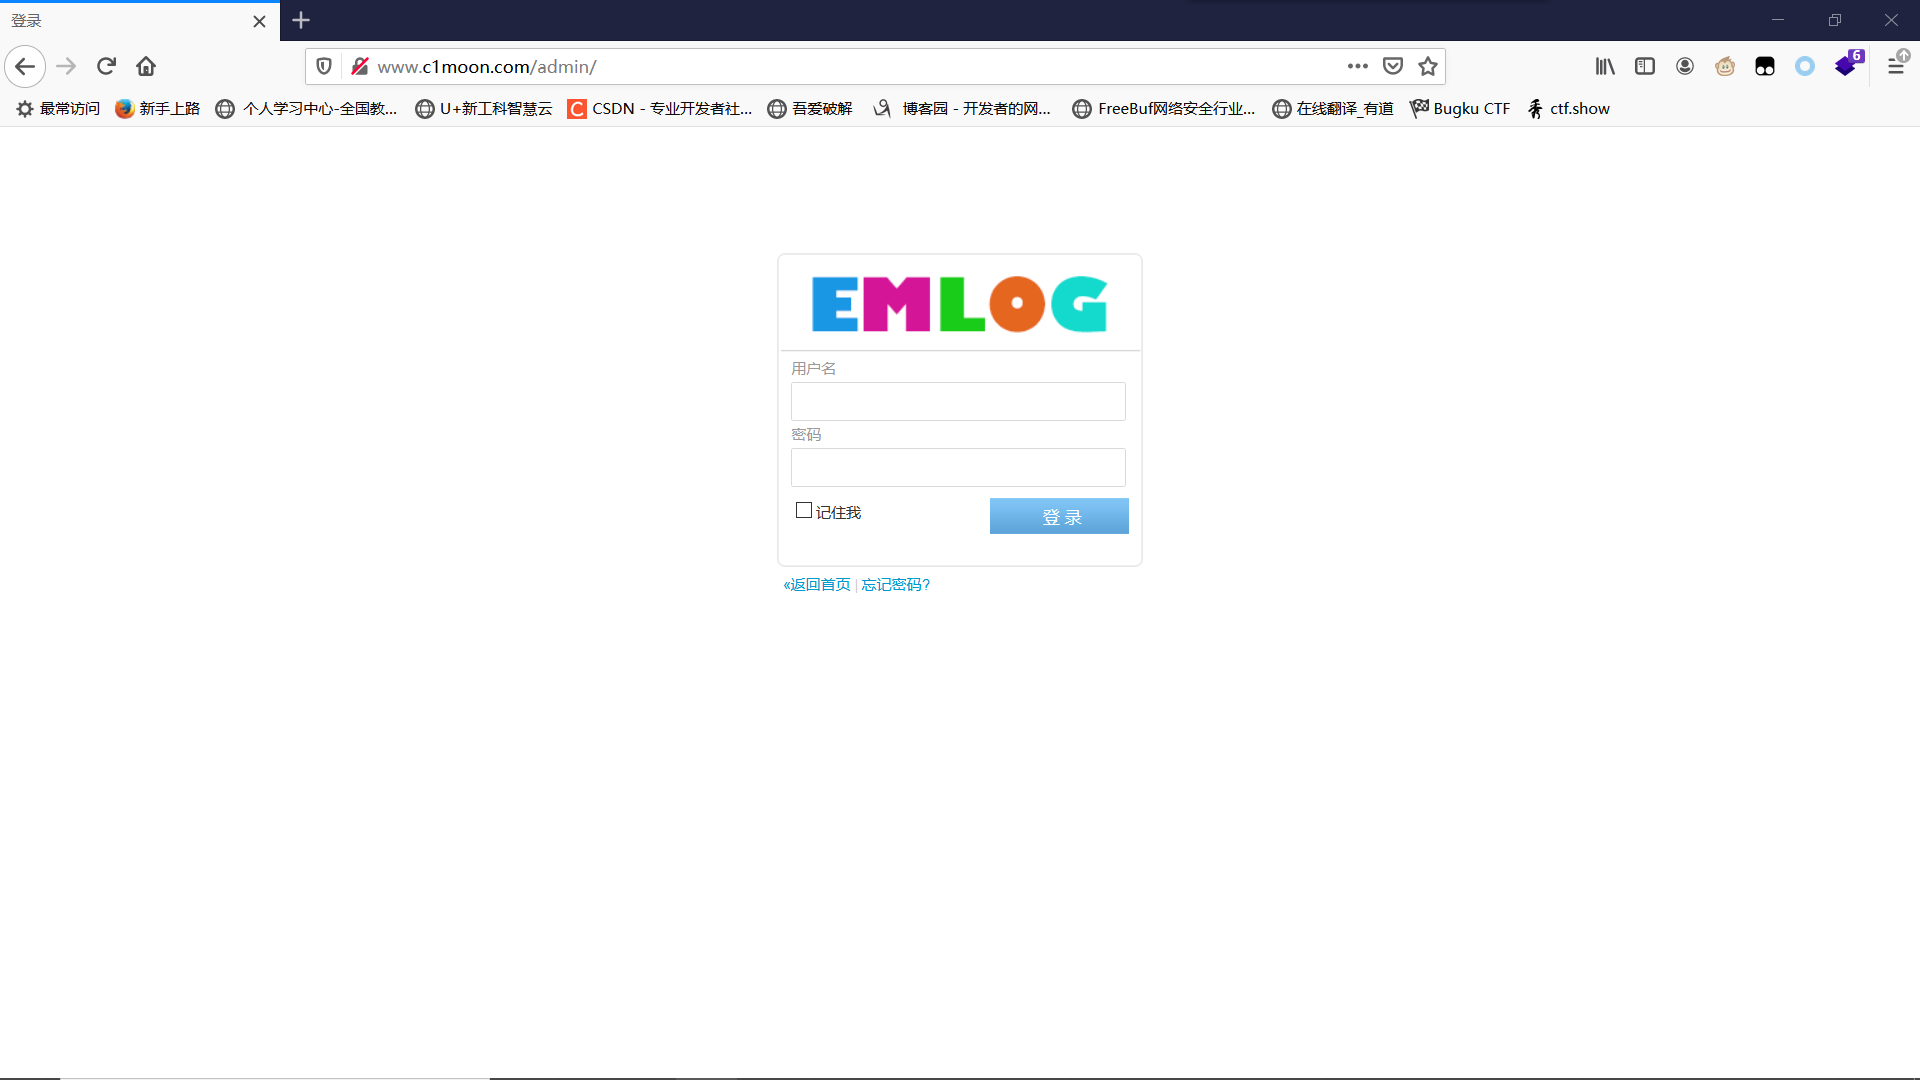 登录
www.c1moon.com/admin/
6
最常访问 新手上路 个人学习中心-全国教... U+新工科智慧云 CSDN - 专业开发者社... 吾爱破解 博客园 - 开发者的网... FreeBuf网络安全行业... 在线翻译_有道 Bugku CTF ctf.show
EMLOG
用户名
密码
记住我 登 录
«返回首页 | 忘记密码?